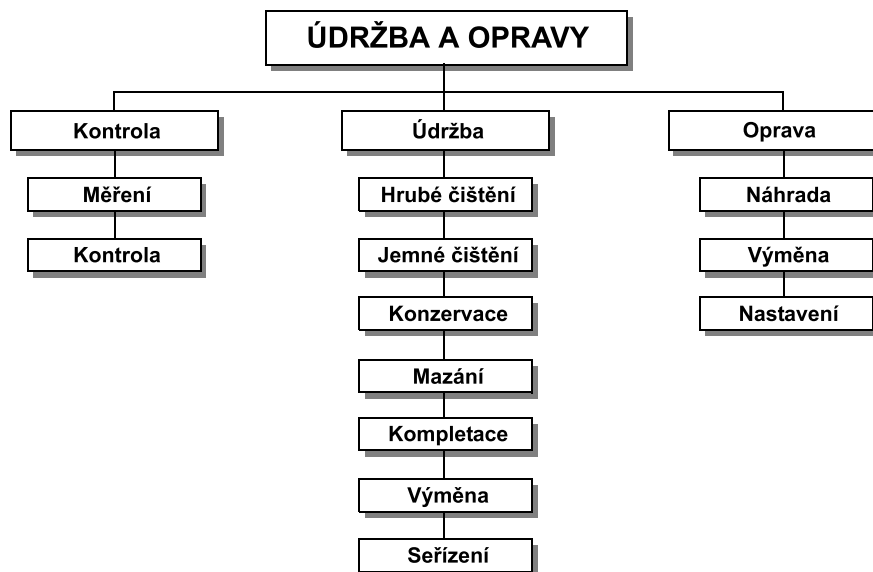 ÚDRŽBA A OPRAVY
Kontrola
Údržba
Oprava
Měření
Hrubé čištění
Náhrada
Kontrola
Jemné čištění
Výměna
Konzervace
Nastavení
Mazání
Kompletace
Výměna
Seřízení